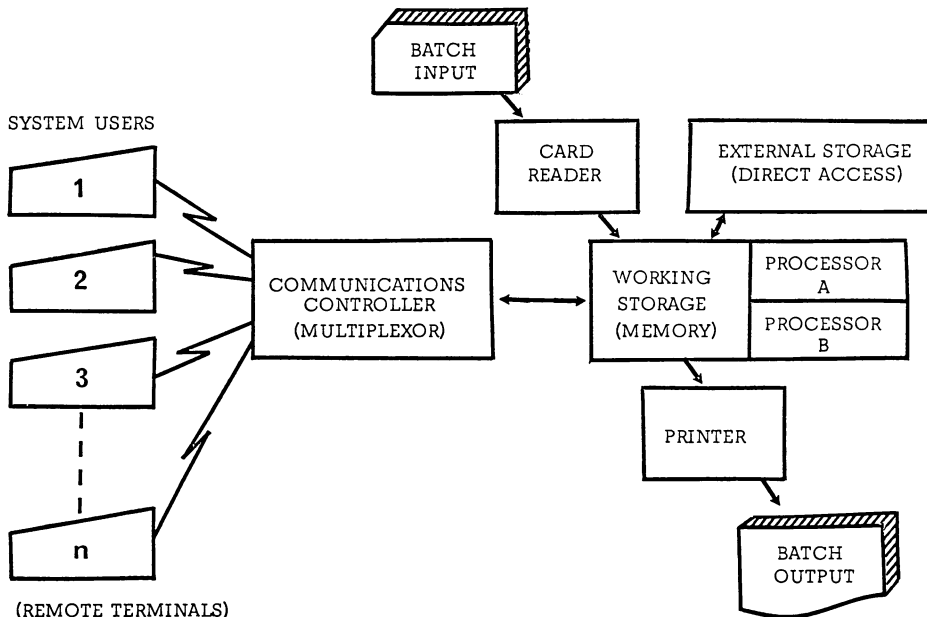 BATCH
INPUT
SYSTEM USERS
CARD
READER
EXTERNAL STORAGE
(DIRECT ACCESS)
1
2
3
n
(REMOTE TERMINALS)
COMMUNICATIONS
CONTROLLER
(MULTIPLEXOR)
WORKING
STORAGE
(MEMORY)
PROCESSOR
A
PROCESSOR
B
PRINTER
BATCH
OUTPUT